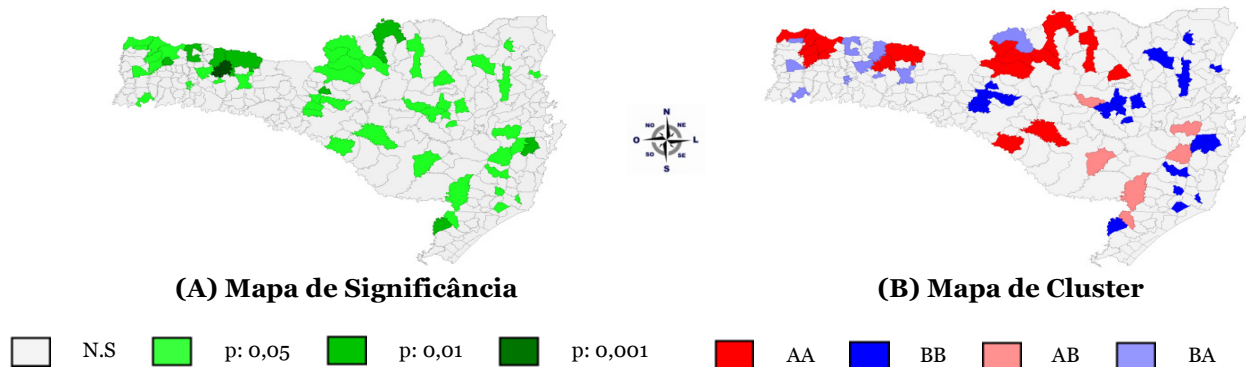 N
NO NE
O L
SO SE
S
(A) Mapa de Significância
(B) Mapa de Cluster
N.S p: 0,05 p: 0,01 p: 0,001
AA BB AB BA